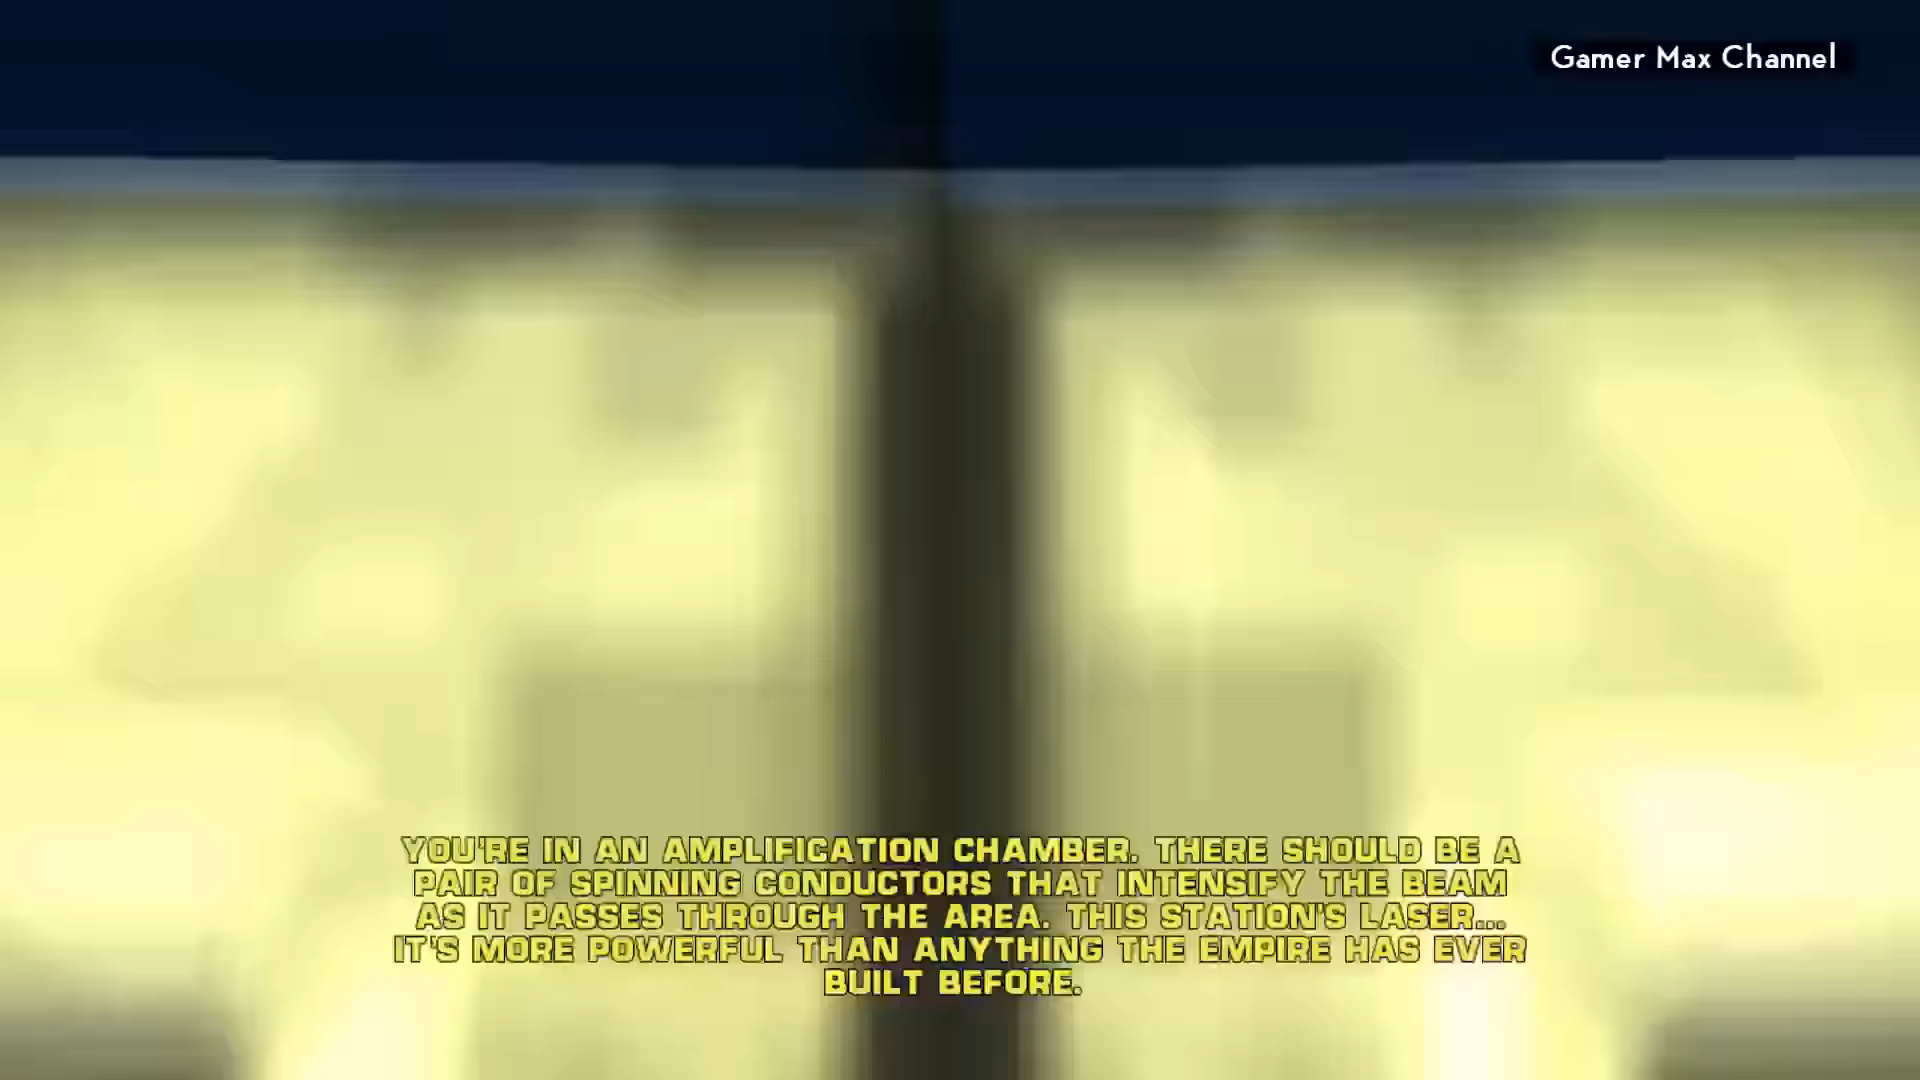 Gamer Max Channel
YOU'RE IN AN AMPLIFICATION CHAMBER. THERE SHOULD BE A
PAIR OF SPINNING CONDUCTORS THAT INTENSIFY THE BEAM
AS IT PASSES THROUGH THE AREA. THIS STATION'S LASER...
IT'S MORE POWERFUL THAN ANYTHING THE EMPIRE HAS EVER
BUILT BEFORE.